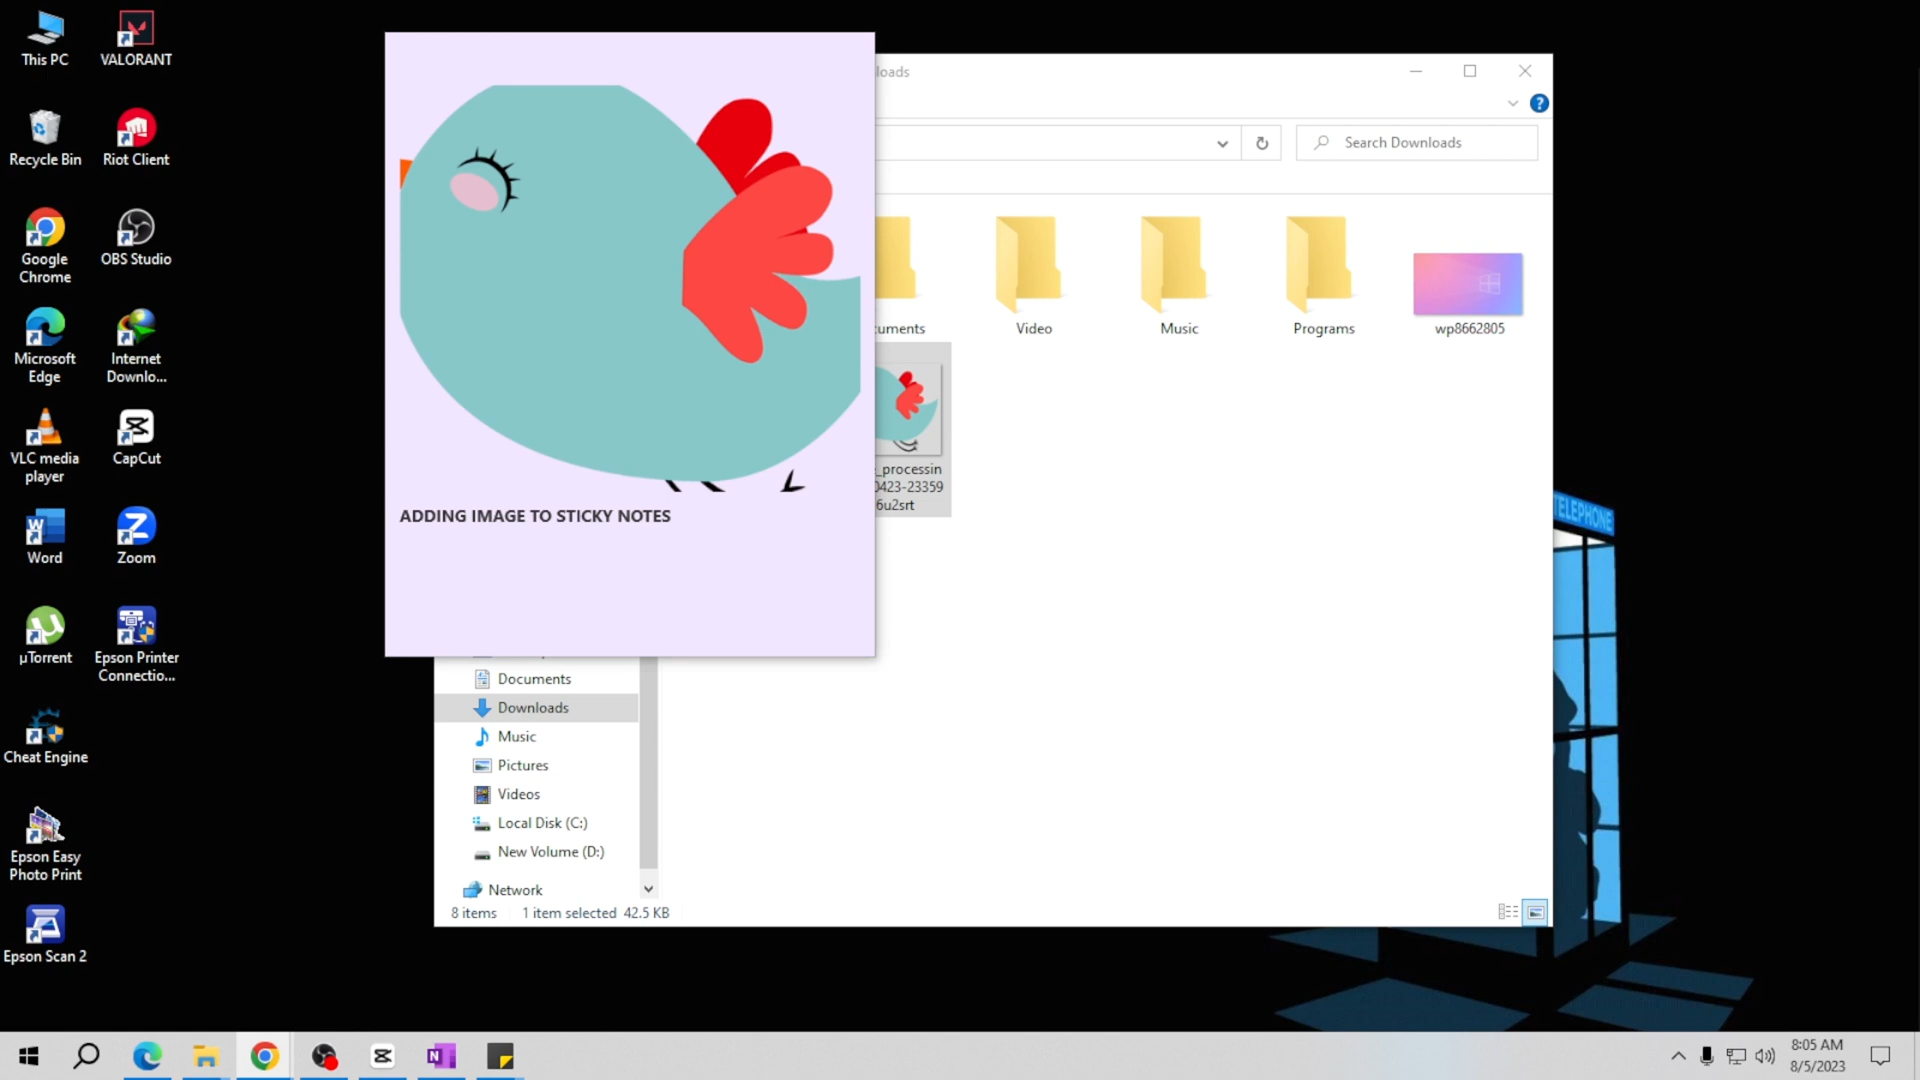 This PC
VALORANT
Recycle Bin
Riot Client
Google
Chrome
OBS Studio
Microsoft
Edge
Internet
Downlo...
VLC media
player
CapCut
Word
Zoom
µTorrent
Epson Printer
Connectio...
Cheat Engine
Epson Easy
Photo Print
Epson Scan 2
ADDING IMAGE TO STICKY NOTES
loads
?
Search Downloads
cuments
Video
Music
Programs
wp8662805
_processin
0423-23359
6u2srt
Documents
Downloads
Music
Pictures
Videos
Local Disk (C:)
New Volume (D:)
Network
8 items
1 item selected 42.5 KB
TELEPHONE
8:05 AM
8/5/2023